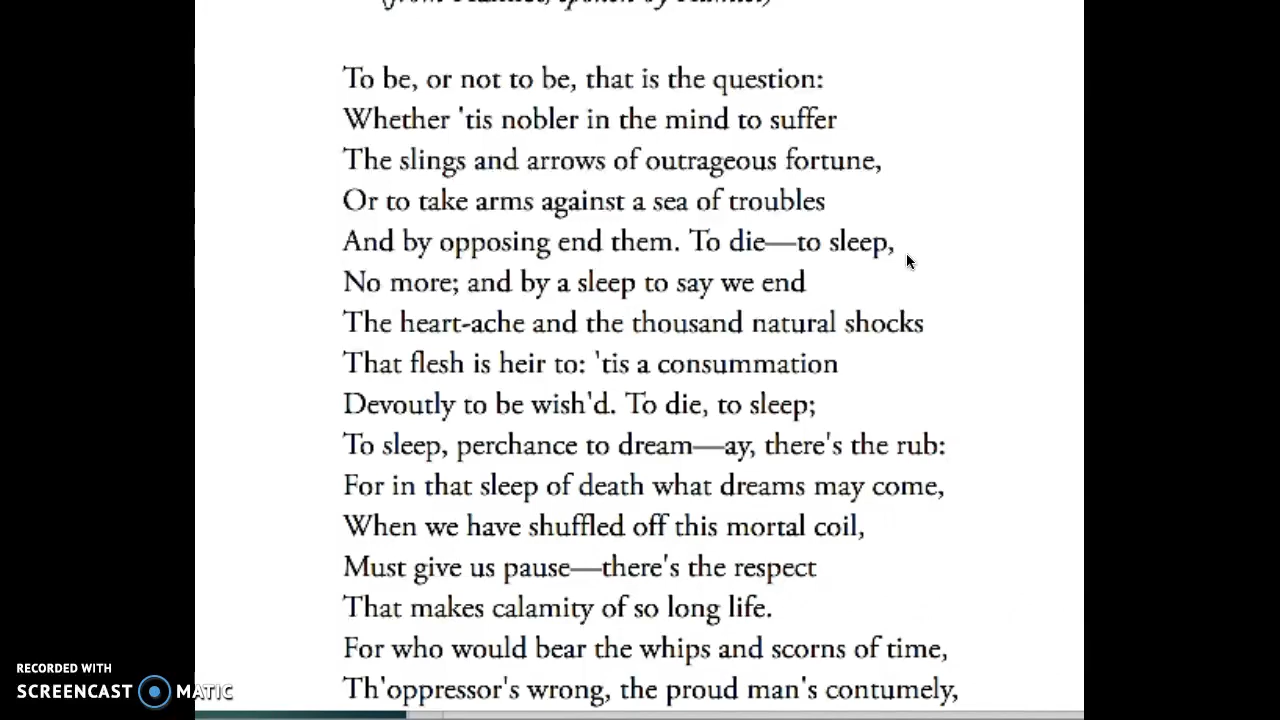 (from Hamlet, spoken by Hamlet)
To be, or not to be, that is the question:
Whether 'tis nobler in the mind to suffer
The slings and arrows of outrageous fortune,
Or to take arms against a sea of troubles
And by opposing end them. To die—to sleep,
No more; and by a sleep to say we end
The heart-ache and the thousand natural shocks
That flesh is heir to: 'tis a consummation
Devoutly to be wish'd. To die, to sleep;
To sleep, perchance to dream—ay, there's the rub:
For in that sleep of death what dreams may come,
When we have shuffled off this mortal coil,
Must give us pause—there's the respect
That makes calamity of so long life.
For who would bear the whips and scorns of time,
Th'oppressor's wrong, the proud man's contumely,
RECORDED WITH
SCREENCAST MATIC